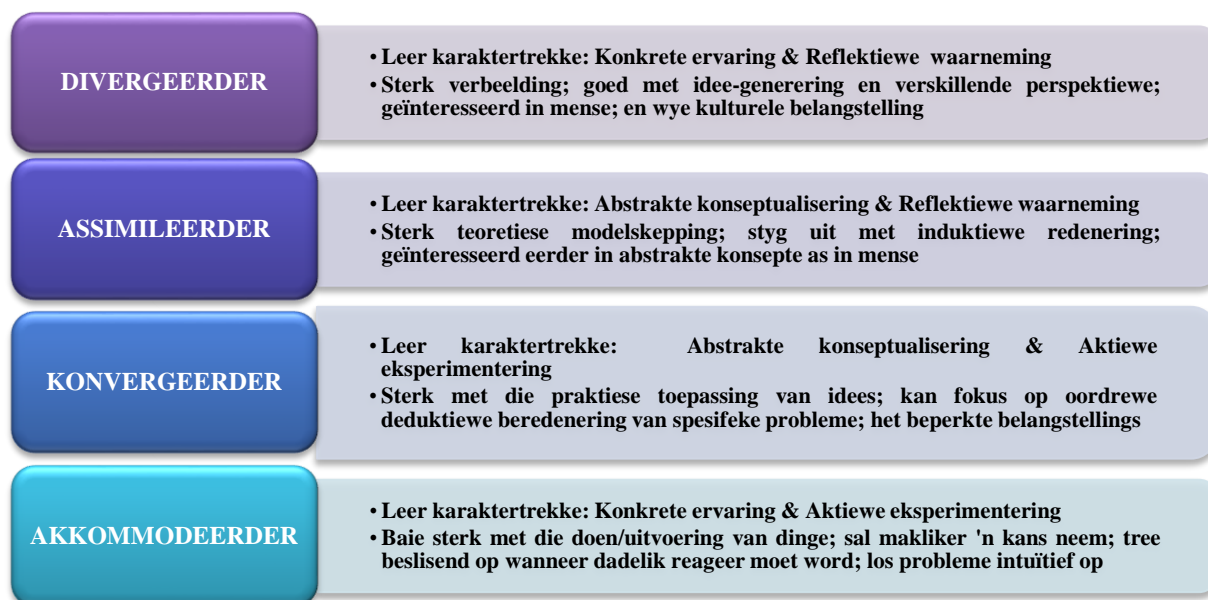 DIVERGEERDER
• Leer karaktertrekke: Konkrete ervaring & Reflektiewe waarneming
• Sterk verbeelding; goed met idee-generering en verskillende perspektiewe;
geïnteresseerd in mense; en wye kulturele belangstelling
ASSIMILEERDER
• Leer karaktertrekke: Abstrakte konseptualisering & Reflektiewe waarneming
• Sterk teoretiese modelskepping; styg uit met induktiewe redenering;
geïnteresseerd eerder in abstrakte konsepte as in mense
KONVERGEERDER
• Leer karaktertrekke: Abstrakte konseptualisering & Aktiewe
eksperimentering
• Sterk met die praktiese toepassing van idees; kan fokus op oordrewe
deduktiewe beredenering van spesifeke probleme; het beperkte belangstellings
AKKOMMODEERDER
• Leer karaktertrekke: Konkrete ervaring & Aktiewe eksperimentering
• Baie sterk met die doen/uitvoering van dinge; sal makliker 'n kans neem; tree
beslisend op wanneer dadelik reageer moet word; los probleme intuïtief op